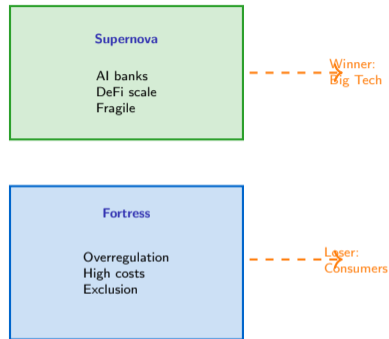 Supernova
AI banks
DeFi scale
Fragile
Winner:
Big Tech
Fortress
Overregulation
High costs
Exclusion
Loser:
Consumers